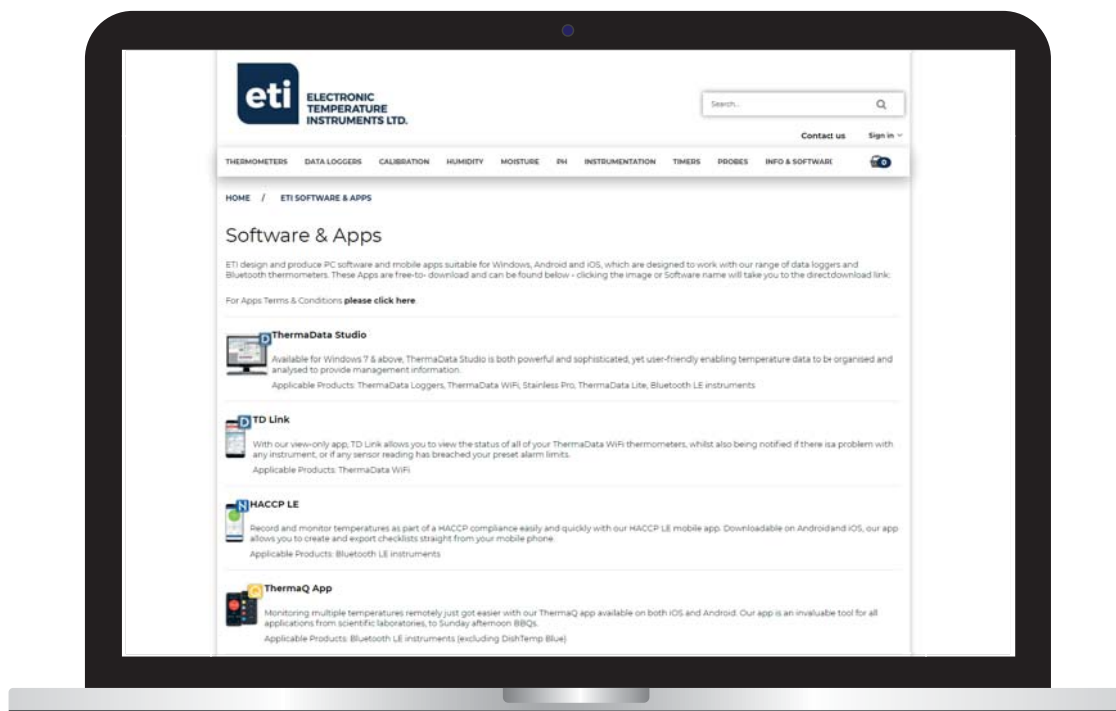 eti
ELECTRONIC
TEMPERATURE
INSTRUMENTS LTD.
Search...
Contact us
Sign in
THERMOMETERS DATA LOGGERS CALIBRATION HUMIDITY MOISTURE PH INSTRUMENTATION TIMERS PROBES INFO & SOFTWARE 0
HOME / ETI SOFTWARE & APPS
Software & Apps
ETI design and produce PC software and mobile apps suitable for Windows, Android and iOS, which are designed to work with our range of data loggers and
Bluetooth thermometers. These Apps are free-to- download and can be found below - clicking the image or Software name will take you to the directdownload link:
For Apps Terms & Conditions please click here
D
ThermaData Studio
Available for Windows 7 & above, ThermaData Studio is both powerful and sophisticated, yet user-friendly enabling temperature data to be organised and
analysed to provide management information.
Applicable Products: ThermaData Loggers, ThermaData WiFi, Stainless Pro, ThermaData Lite, Bluetooth LE instruments
D
TD Link
With our view-only app, TD Link allows you to view the status of all of your ThermaData WiFi thermometers, whilst also being notified if there isa problem with
any instrument, or if any sensor reading has breached your preset alarm limits.
Applicable Products: ThermaData WiFi
N
HACCP LE
Record and monitor temperatures as part of a HACCP compliance easily and quickly with our HACCP LE mobile app. Downloadable on Androidand iOS, our app
allows you to create and export checklists straight from your mobile phone.
Applicable Products: Bluetooth LE instruments
ThermaQ App
Monitoring multiple temperatures remotely just got easier with our ThermaQ app available on both iOS and Android. Our app is an invaluable tool for all
applications from scientific laboratories, to Sunday afternoon BBQs.
Applicable Products: Bluetooth LE instruments (excluding DishTemp Blue)